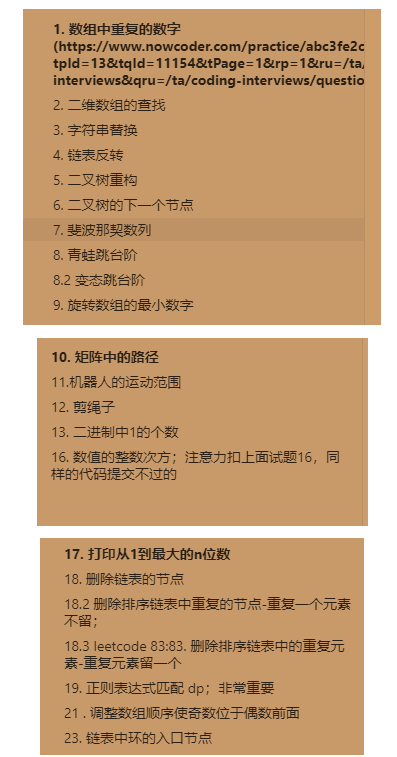 1. 数组中重复的数字
(https://www.nowcoder.com/practice/abc3fe2c
tpId=13&tqId=11154&tPage=1&rp=1&ru=/ta/
interviews&qru=/ta/coding-interviews/questio
2. 二维数组的查找
3. 字符串替换
4. 链表反转
5. 二叉树重构
6. 二叉树的下一个节点
7. 斐波那契数列
8. 青蛙跳台阶
8.2 变态跳台阶
9. 旋转数组的最小数字
10. 矩阵中的路径
11.机器人的运动范围
12. 剪绳子
13. 二进制中1的个数
16. 数值的整数次方；注意力扣上面试题16，同
样的代码提交不过的
17. 打印从1到最大的n位数
18. 删除链表的节点
18.2 删除排序链表中重复的节点-重复一个元素
不留；
18.3 leetcode 83:83. 删除排序链表中的重复元
素-重复元素留一个
19. 正则表达式匹配 dp；非常重要
21 . 调整数组顺序使奇数位于偶数前面
23. 链表中环的入口节点